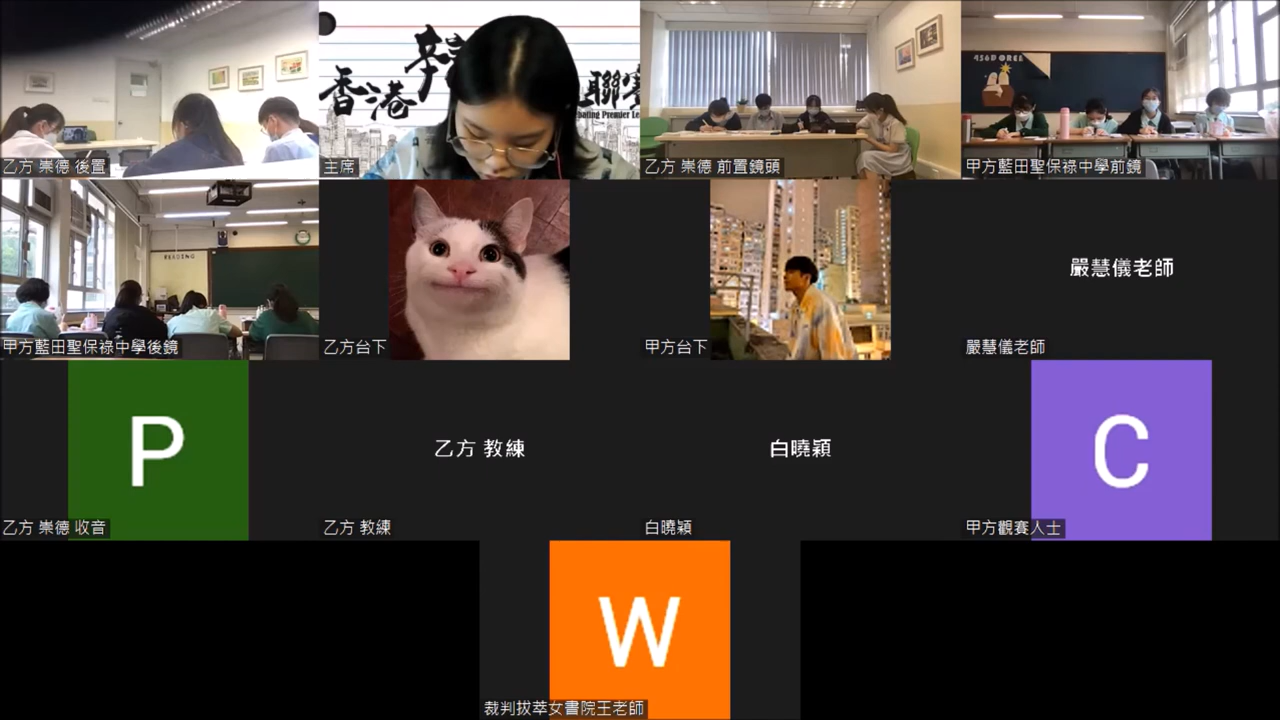 乙方 崇德 後置
香港
聯
bating Premier Le
主席
乙方 崇德 前置鏡頭
甲方藍田聖保祿中學前鏡
READING
甲方藍田聖保祿中學後鏡
乙方台下
甲方台下
嚴慧儀老師
嚴慧儀老師
P
乙方 崇德 收音
乙方 教練
乙方 教練
白曉穎
白曉穎
C
甲方觀賽人士
W
裁判拔萃女書院王老師